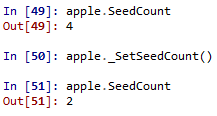 In [49]: apple.SeedCount
Out[49]: 4
In [50]: apple._SetSeedCount()
In [51]: apple.SeedCount
Out[51]: 2